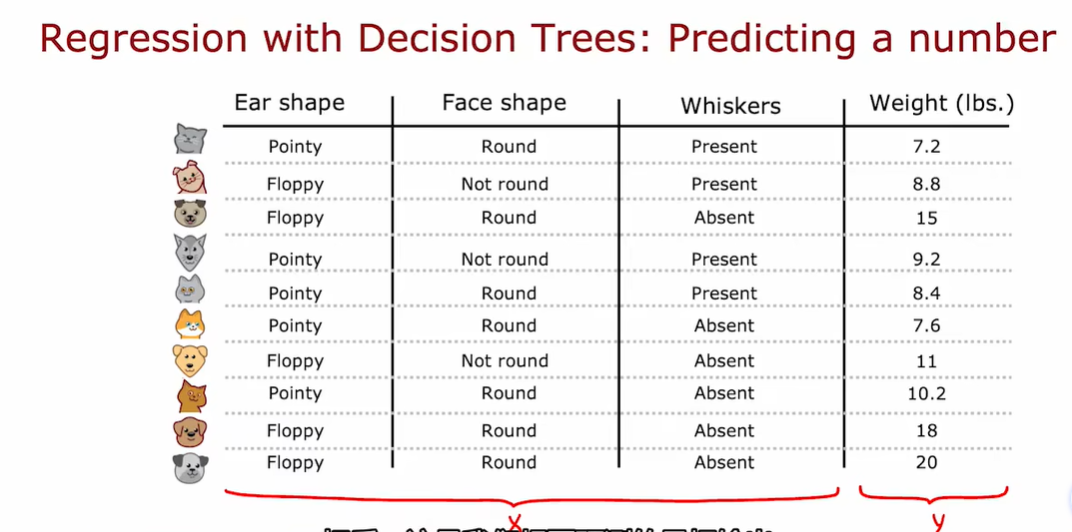 Regression with Decision Trees: Predicting a number
Ear shape Face shape Whiskers Weight (lbs.)
Pointy Round Present 7.2
Floppy Not round Present 8.8
Floppy Round Absent 15
Pointy Not round Present 9.2
Pointy Round Present 8.4
Pointy Round Absent 7.6
Floppy Not round Absent 11
Pointy Round Absent 10.2
Floppy Round Absent 18
Floppy Round Absent 20
X y